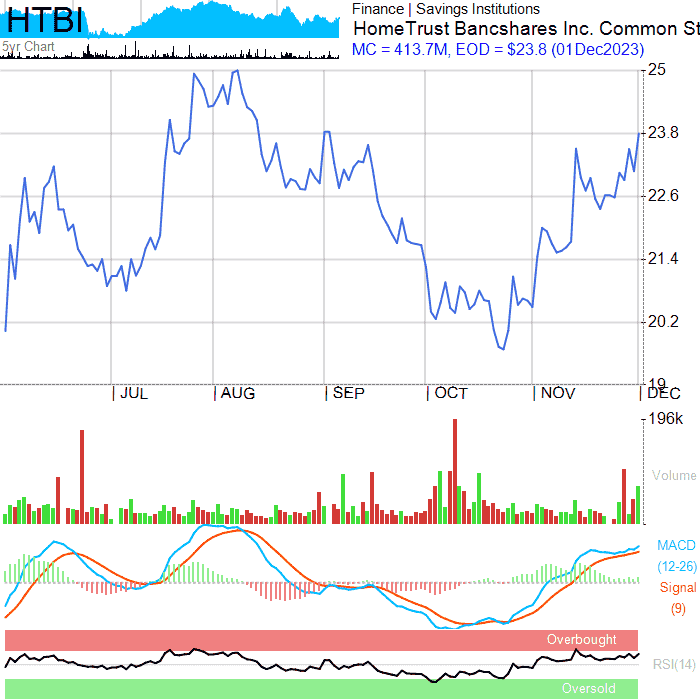 HTBI
5yr Chart
Finance | Savings Institutions
HomeTrust Bancshares Inc. Common St
MC = 413.7M, EOD = $23.8 (01Dec2023)
25
23.8
22.6
21.4
20.2
19
| JUL | AUG | SEP | OCT | NOV | DEC
196k
Volume
MACD
(12-26)
Signal
(9)
Overbought
RSI(14)
Oversold